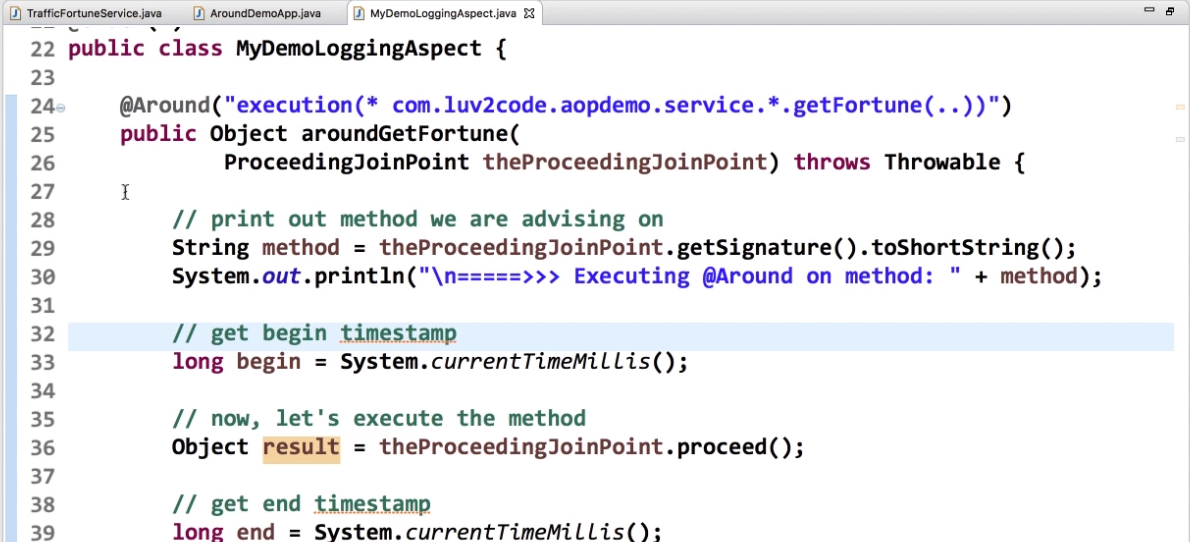 TrafficFortuneService.java AroundDemoApp.java MyDemoLoggingAspect.java
22 public class MyDemoLoggingAspect {
23
24 @Around("execution(* com.luv2code.aopdemo.service.*.getFortune(..))")
25 public Object aroundGetFortune(
26 ProceedingJoinPoint theProceedingJoinPoint) throws Throwable {
27
28 // print out method we are advising on
29 String method = theProceedingJoinPoint.getSignature().toShortString();
30 System.out.println("\n=====>>> Executing @Around on method: " + method);
31
32 // get begin timestamp
33 long begin = System.currentTimeMillis();
34
35 // now, let's execute the method
36 Object result = theProceedingJoinPoint.proceed();
37
38 // get end timestamp
39 long end = System.currentTimeMillis();